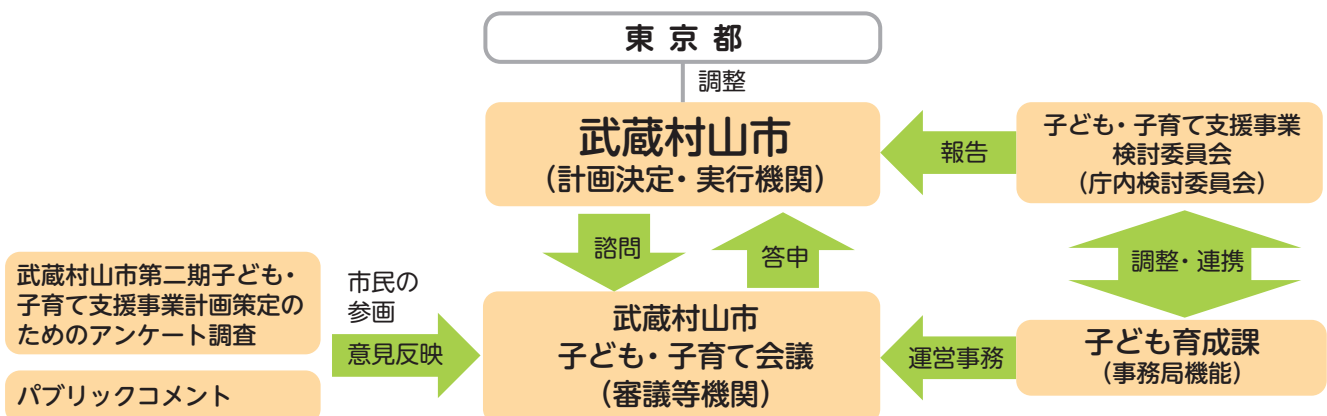 東京都
調整
武蔵村山市
（計画決定・実行機関）
報告
子ども・子育て支援事業
検討委員会
（庁内検討委員会）
諮問
答申
調整・連携
武蔵村山市第二期子ども・
子育て支援事業計画策定の
ためのアンケート調査
パブリックコメント
市民の
参画
意見反映
武蔵村山市
子ども・子育て会議
（審議等機関）
運営事務
子ども育成課
（事務局機能）